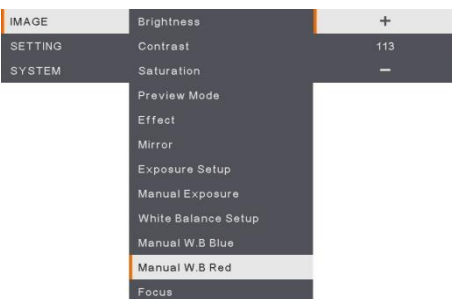 IMAGE
SETTING
SYSTEM
Brightness
Contrast
Saturation
Preview Mode
Effect
Mirror
Exposure Setup
Manual Exposure
White Balance Setup
Manual W.B Blue
Manual W.B Red
Focus
+
113
−